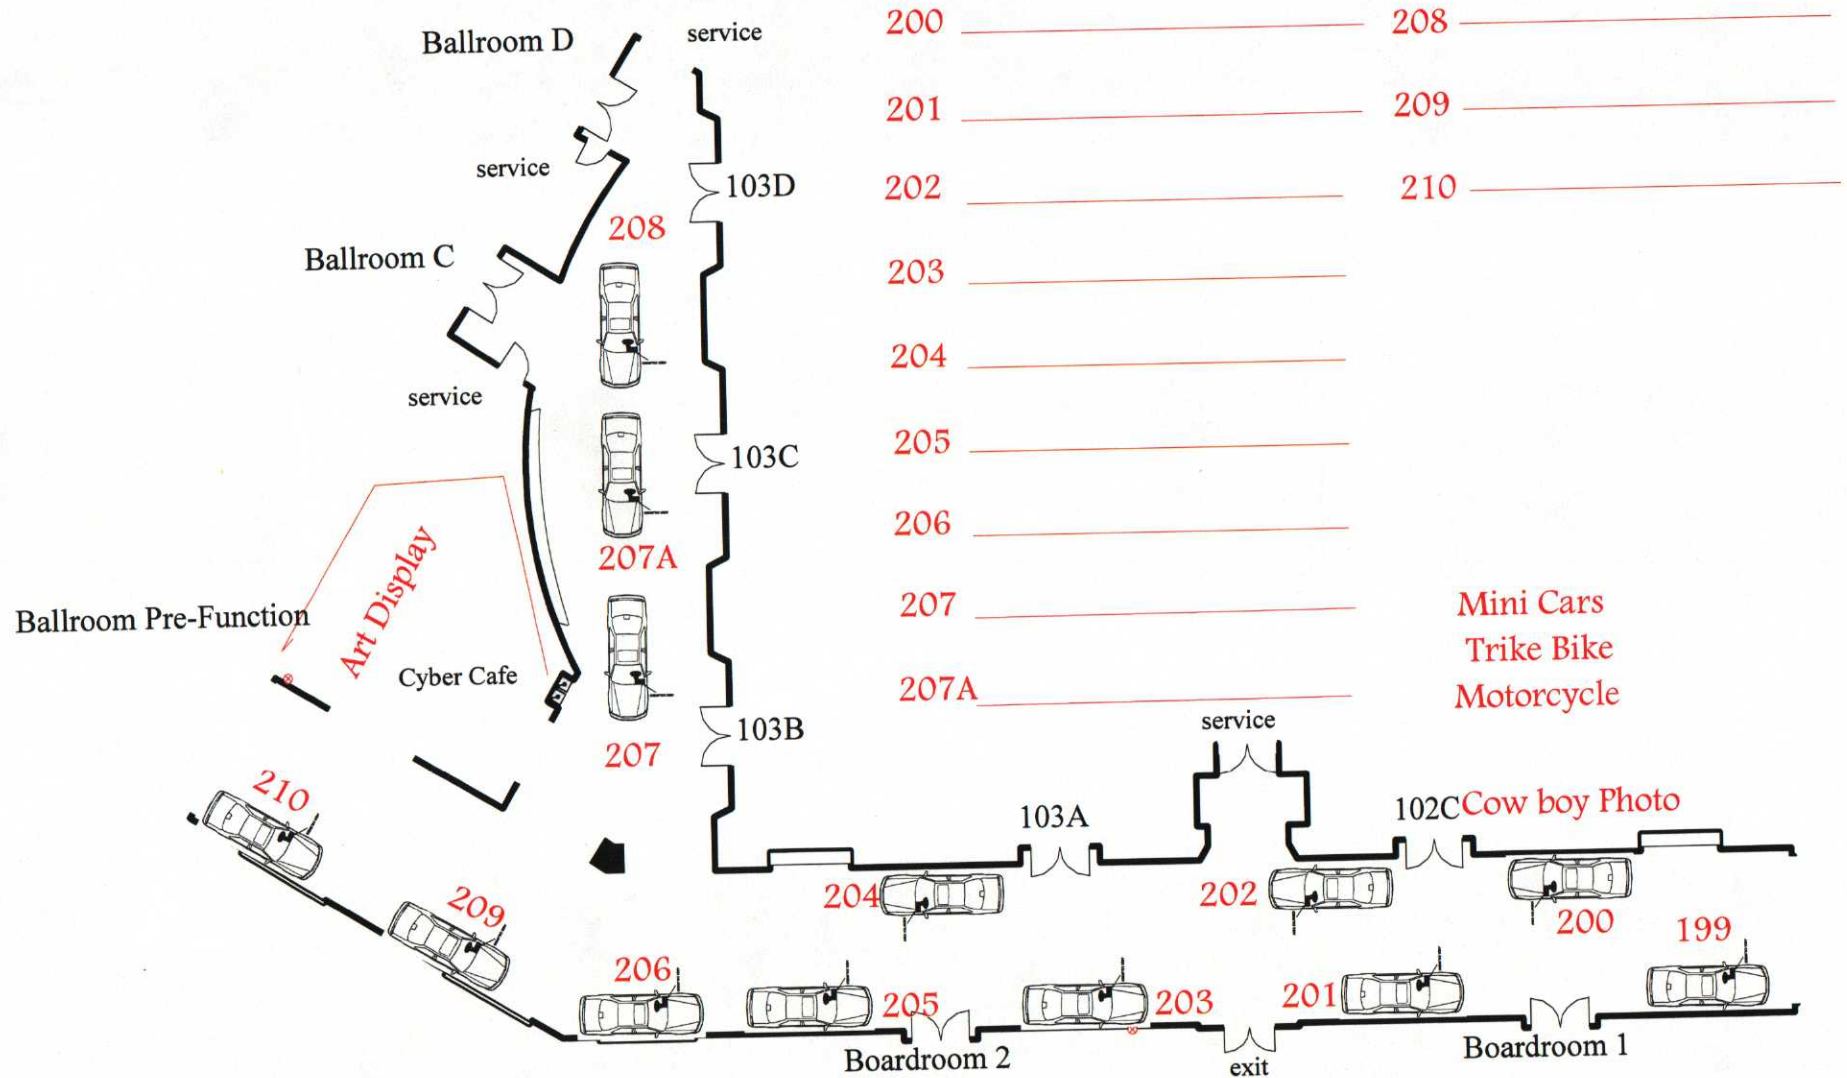 Ballroom D
service
200
208
201
209
service
103D
202
210
208
Ballroom C
203
204
service
205
103C
206
Art Display
207A
Ballroom Pre-Function
207
Mini Cars
Trike Bike
Motorcycle
Cyber Cafe
207A
service
103B
207
210
103A
102C
Cow boy Photo
204
202
209
200
199
206
205
203
201
Boardroom 2
exit
Boardroom 1